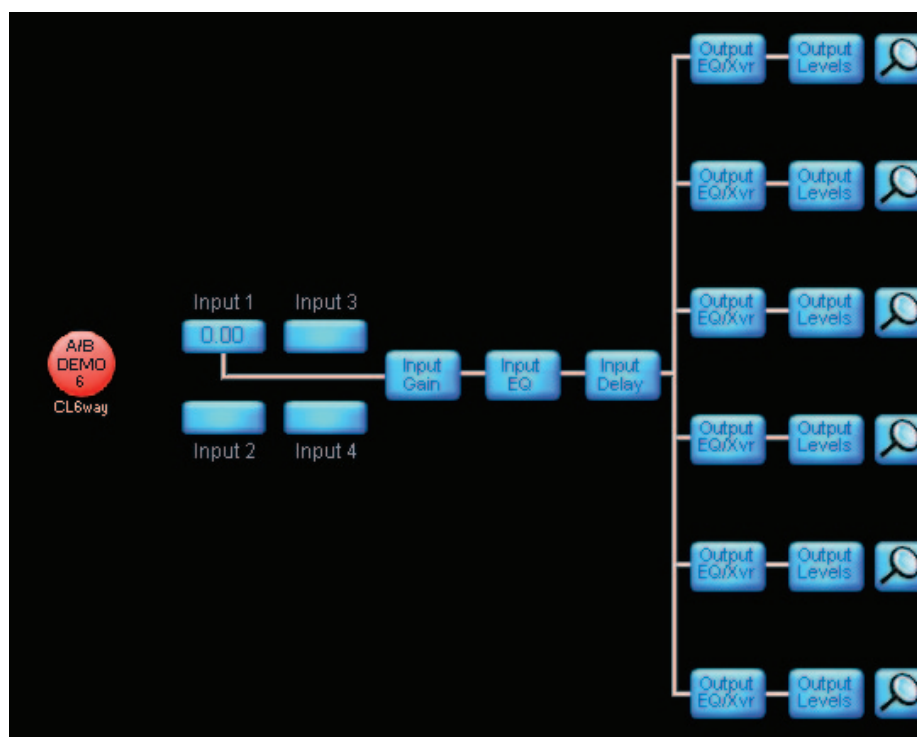 Output
EQ/Xvr
Output
Levels
Output
EQ/Xvr
Output
Levels
Input 1
Input 3
Output
EQ/Xvr
Output
Levels
0.00
A/B
DEMO
6
CL6way
Input
Gain
Input
EQ
Input
Delay
Input 2
Input 4
Output
EQ/Xvr
Output
Levels
Output
EQ/Xvr
Output
Levels
Output
EQ/Xvr
Output
Levels